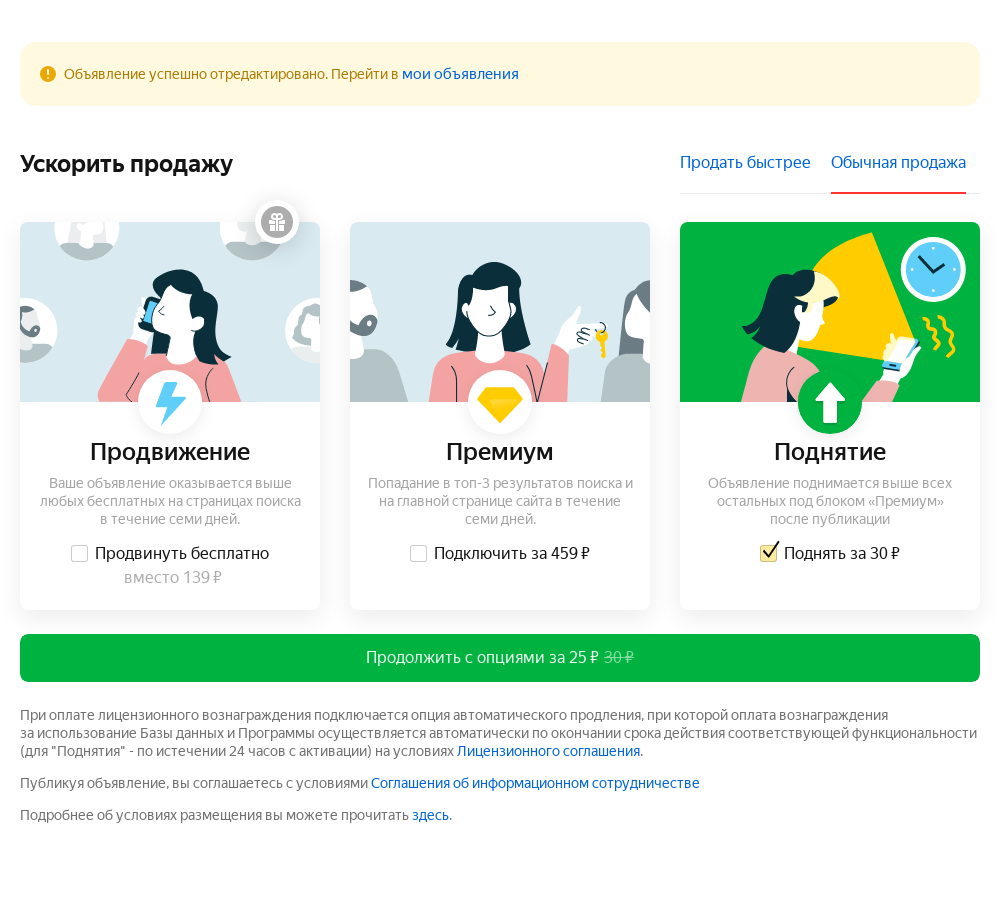 Объявление успешно отредактировано. Перейти в мои объявления
Ускорить продажу
Продать быстрее
Обычная продажа
Продвижение
Ваше объявление оказывается выше
любых бесплатных на страницах поиска
в течение семи дней.
Продвинуть бесплатно
вместо 139 ₽
Премиум
Попадание в топ-3 результатов поиска и
на главной странице сайта в течение
семи дней.
Подключить за 459 ₽
Поднятие
Объявление поднимается выше всех
остальных под блоком «Премиум»
после публикации
Поднять за 30 ₽
Продолжить с опциями за 25 ₽ 30 ₽
При оплате лицензионного вознаграждения подключается опция автоматического продления, при которой оплата вознаграждения
за использование Базы данных и Программы осуществляется автоматически по окончании срока действия соответствующей функциональности
(для "Поднятия" - по истечении 24 часов с активации) на условиях Лицензионного соглашения.
Публикуя объявление, вы соглашаетесь с условиями Соглашения об информационном сотрудничестве
Подробнее об условиях размещения вы можете прочитать здесь.